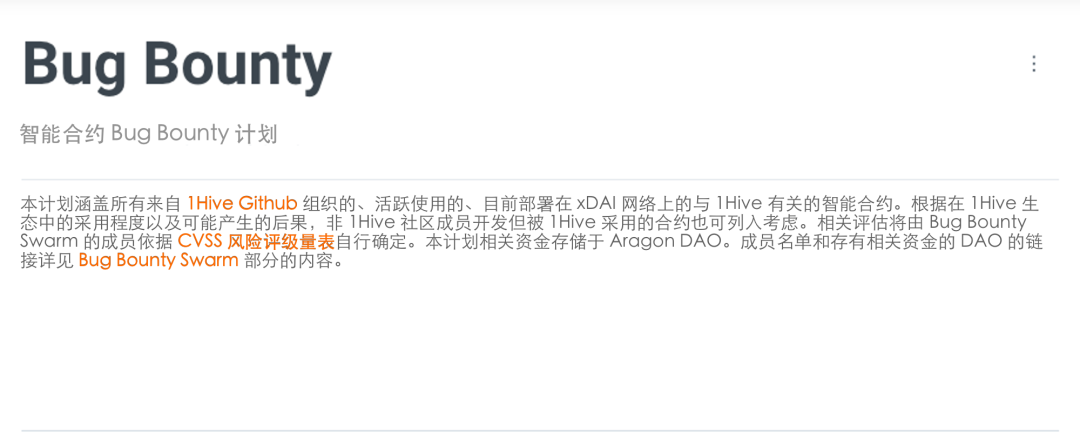 Bug Bounty
智能合约 Bug Bounty 计划
本计划涵盖所有来自 1Hive Github 组织的、活跃使用的、目前部署在 xDAI 网络上的与 1Hive 有关的智能合约。根据在 1Hive 生
态中的采用程度以及可能产生的后果，非 1Hive 社区成员开发但被 1Hive 采用的合约也可列入考虑。相关评估将由 Bug Bounty
Swarm 的成员依据 CVSS 风险评级量表自行确定。本计划相关资金存储于 Aragon DAO。成员名单和存有相关资金的 DAO 的链
接详见 Bug Bounty Swarm 部分的内容。